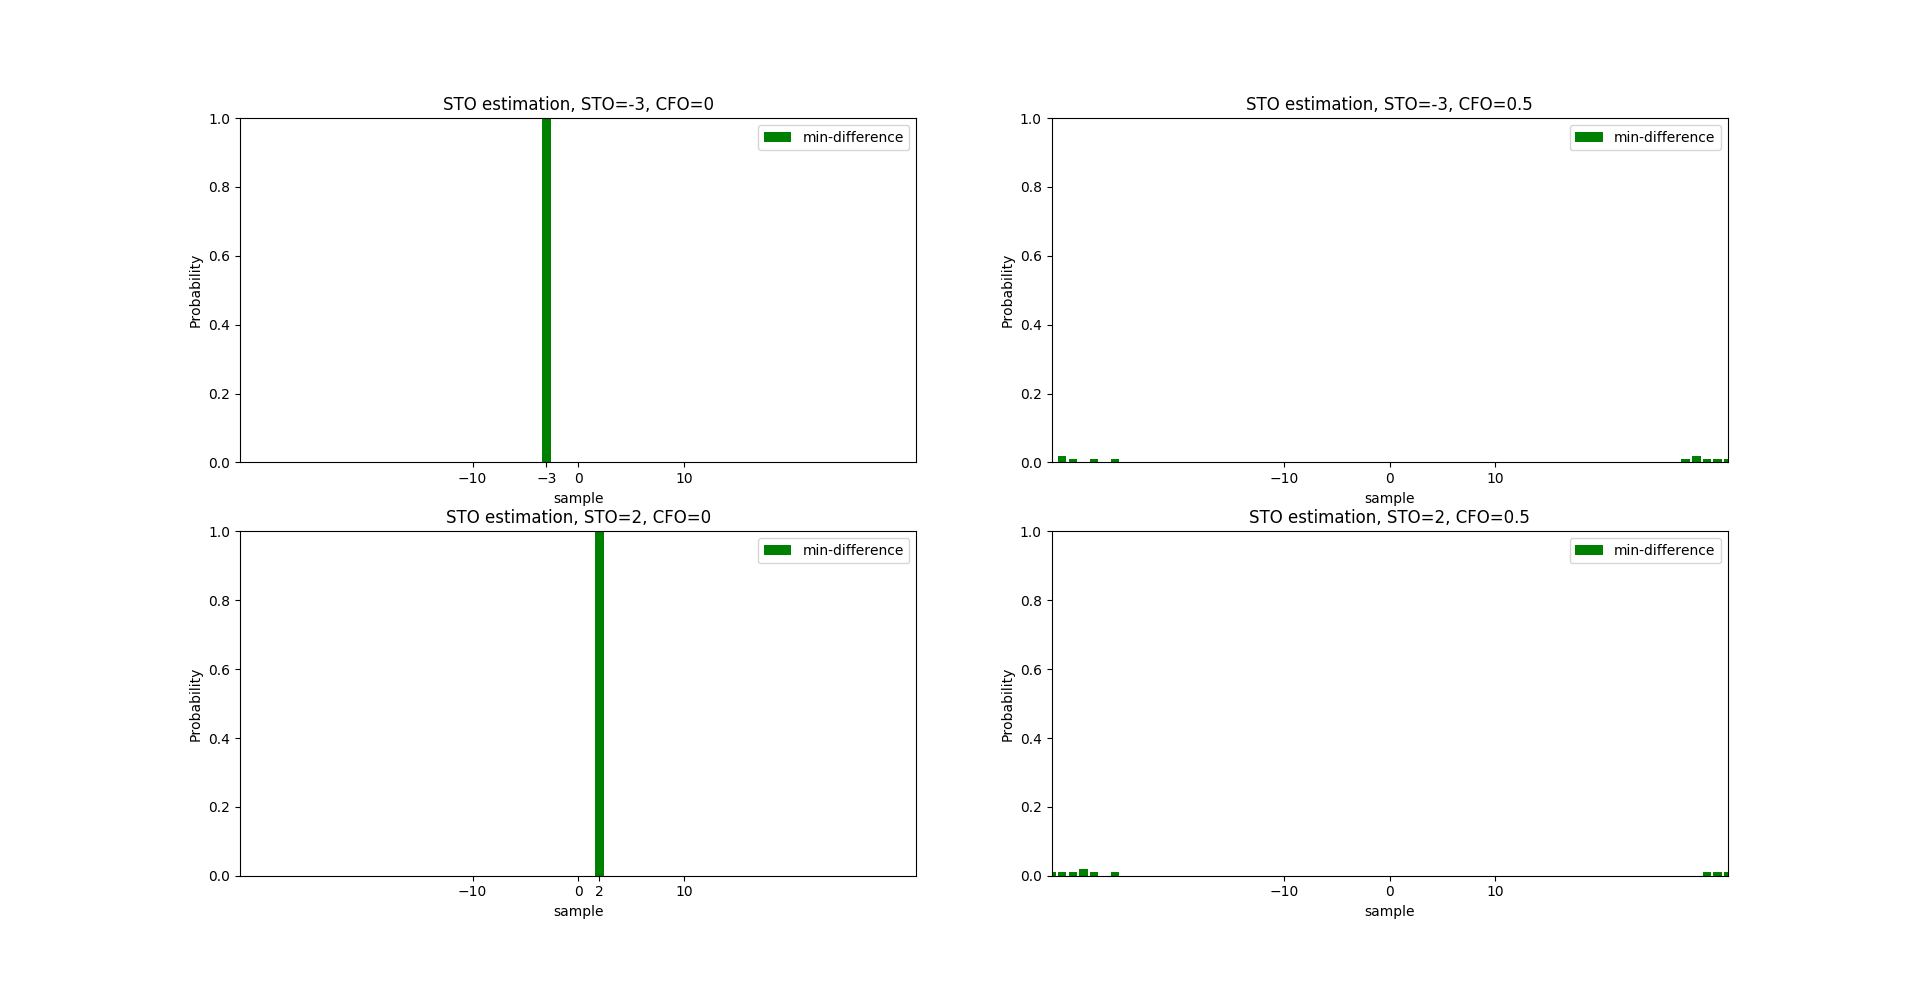 STO estimation, STO=-3, CFO=0
1.0
0.8
0.6
0.4
0.2
0.0
Probability
min-difference
−10
−3
0
10
sample
STO estimation, STO=-3, CFO=0.5
1.0
0.8
0.6
0.4
0.2
0.0
Probability
min-difference
−10
0
10
sample
STO estimation, STO=2, CFO=0
1.0
0.8
0.6
0.4
0.2
0.0
Probability
min-difference
−10
0
2
10
sample
STO estimation, STO=2, CFO=0.5
1.0
0.8
0.6
0.4
0.2
0.0
Probability
min-difference
−10
0
10
sample